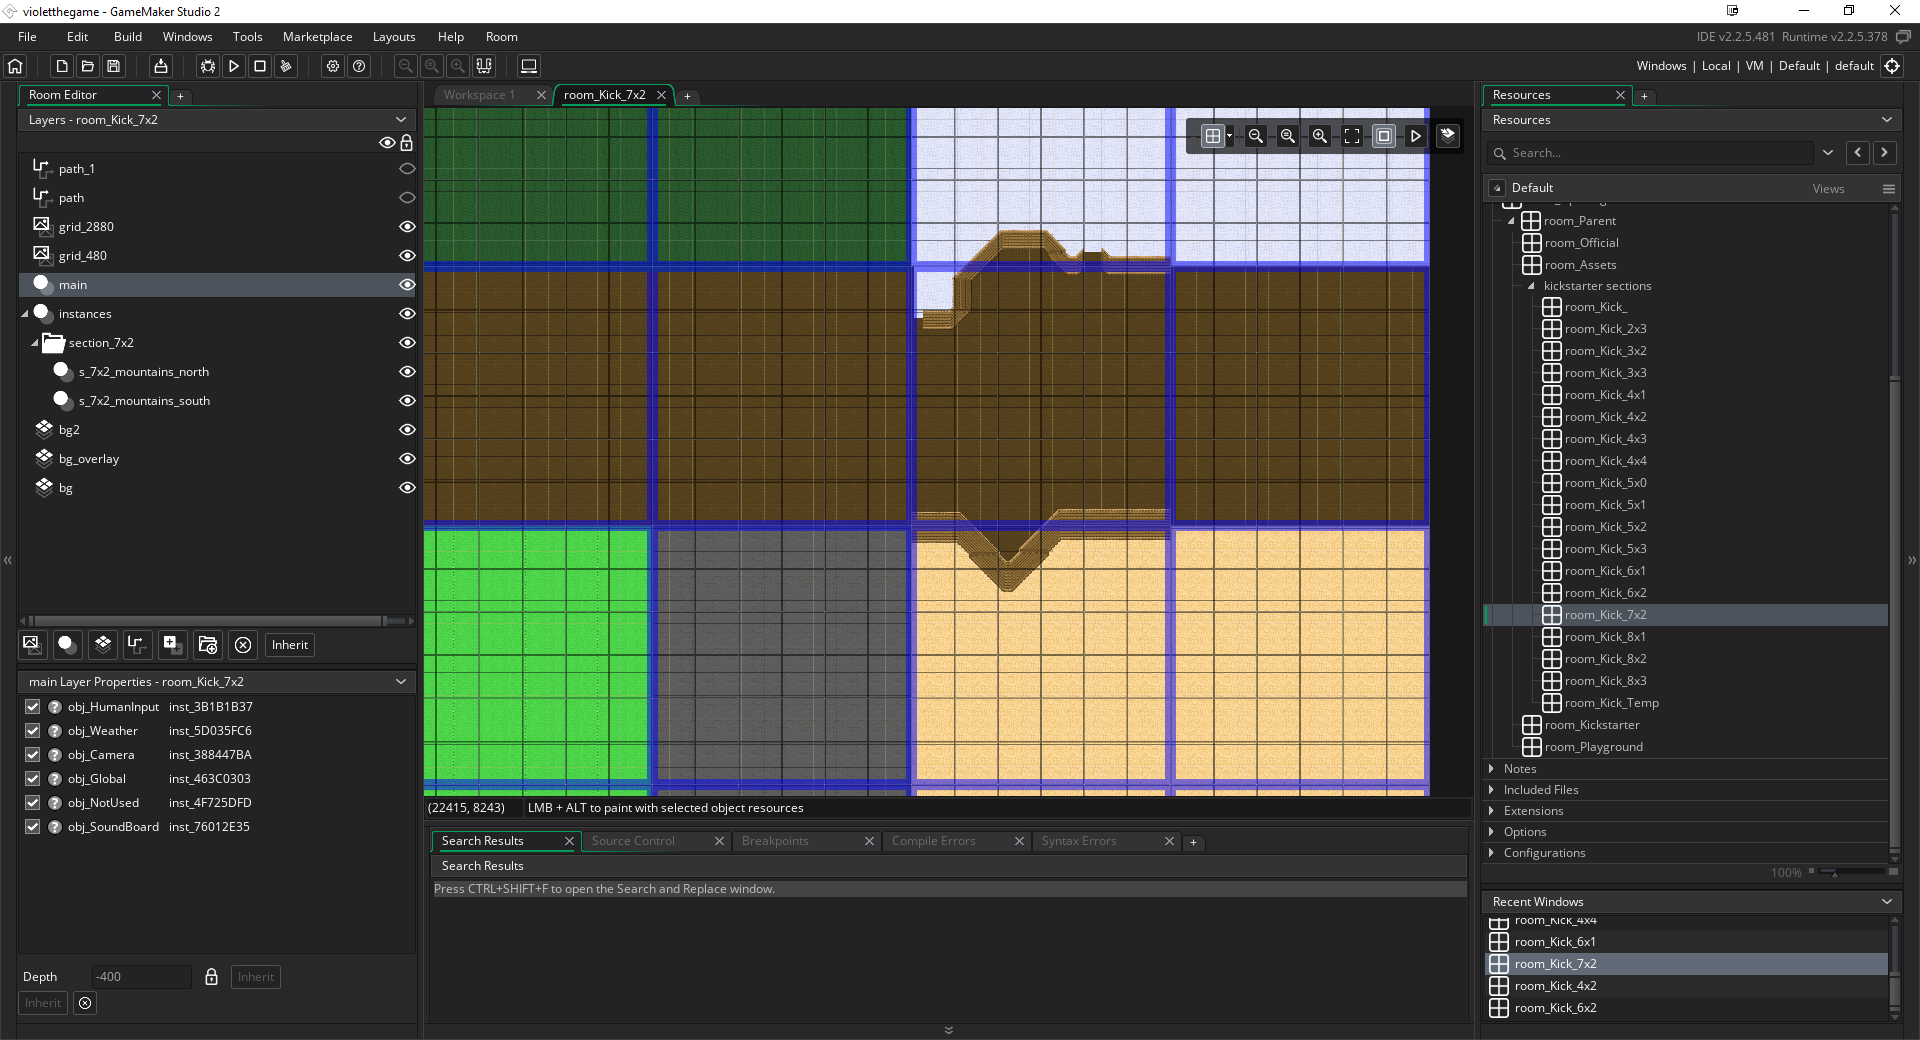 violetthegame - GameMaker Studio 2
File Edit Build Windows Tools Marketplace Layouts Help Room
IDE v2.2.5.481 Runtime v2.2.5.378
Windows | Local | VM | Default | default
Room Editor
Layers - room_Kick_7x2
path_1
path
grid_2880
grid_480
main
instances
section_7x2
s_7x2_mountains_north
s_7x2_mountains_south
bg2
bg_overlay
bg
Inherit
main Layer Properties - room_Kick_7x2
obj_HumanInput inst_3B1B1B37
obj_Weather inst_5D035FC6
obj_Camera inst_388447BA
obj_Global inst_463C0303
obj_NotUsed inst_4F725DFD
obj_SoundBoard inst_76012E35
Depth -400 Inherit
Inherit
Workspace 1 room_Kick_7x2
(22415, 8243) LMB + ALT to paint with selected object resources
Search Results Source Control Breakpoints Compile Errors Syntax Errors
Search Results
Press CTRL+SHIFT+F to open the Search and Replace window.
Resources
Resources
Search...
Default Views
room_Parent
room_Official
room_Assets
kickstarter sections
room_Kick_
room_Kick_2x3
room_Kick_3x2
room_Kick_3x3
room_Kick_4x1
room_Kick_4x2
room_Kick_4x3
room_Kick_4x4
room_Kick_5x0
room_Kick_5x1
room_Kick_5x2
room_Kick_5x3
room_Kick_6x1
room_Kick_6x2
room_Kick_7x2
room_Kick_8x1
room_Kick_8x2
room_Kick_8x3
room_Kick_Temp
room_Kickstarter
room_Playground
Notes
Included Files
Extensions
Options
Configurations
100%
Recent Windows
room_Kick_4x4
room_Kick_6x1
room_Kick_7x2
room_Kick_4x2
room_Kick_6x2